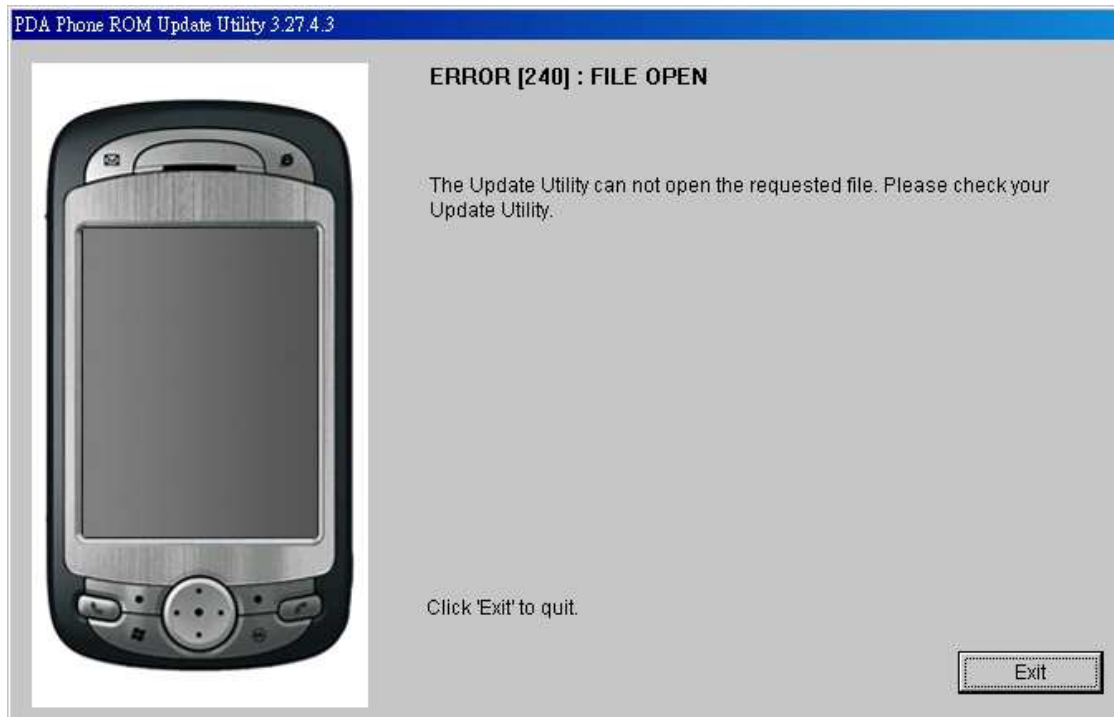 PDA Phone ROM Update Utility 3.27.4.3
ERROR [240] : FILE OPEN
The Update Utility can not open the requested file. Please check your
Update Utility.
Click 'Exit' to quit.
Exit